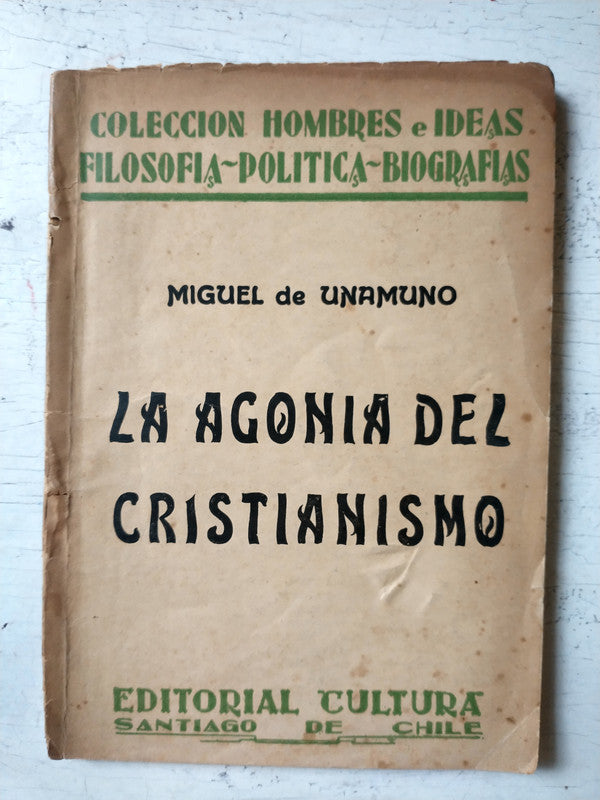 COLECCION HOMBRES e IDEAS
FILOSOFIA~POLITICA~BIOGRAFIAS
MIGUEL de UNAMUNO
LA AGONIA DEL
CRISTIANISMO
EDITORIAL CULTURA
SANTIAGO DE CHILE